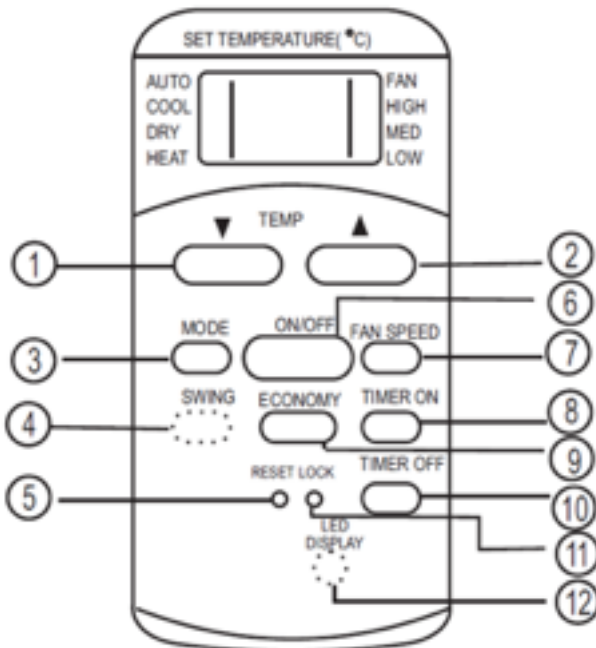 SET TEMPERATURE( °C)
AUTO
COOL
DRY
HEAT
FAN
HIGH
MED
LOW
TEMP
1
2
6
MODE
ON/OFF
FAN SPEED
3
7
SWING
ECONOMY
TIMER ON
4
8
9
RESET LOCK
TIMER OFF
5
10
LED
DISPLAY
11
12